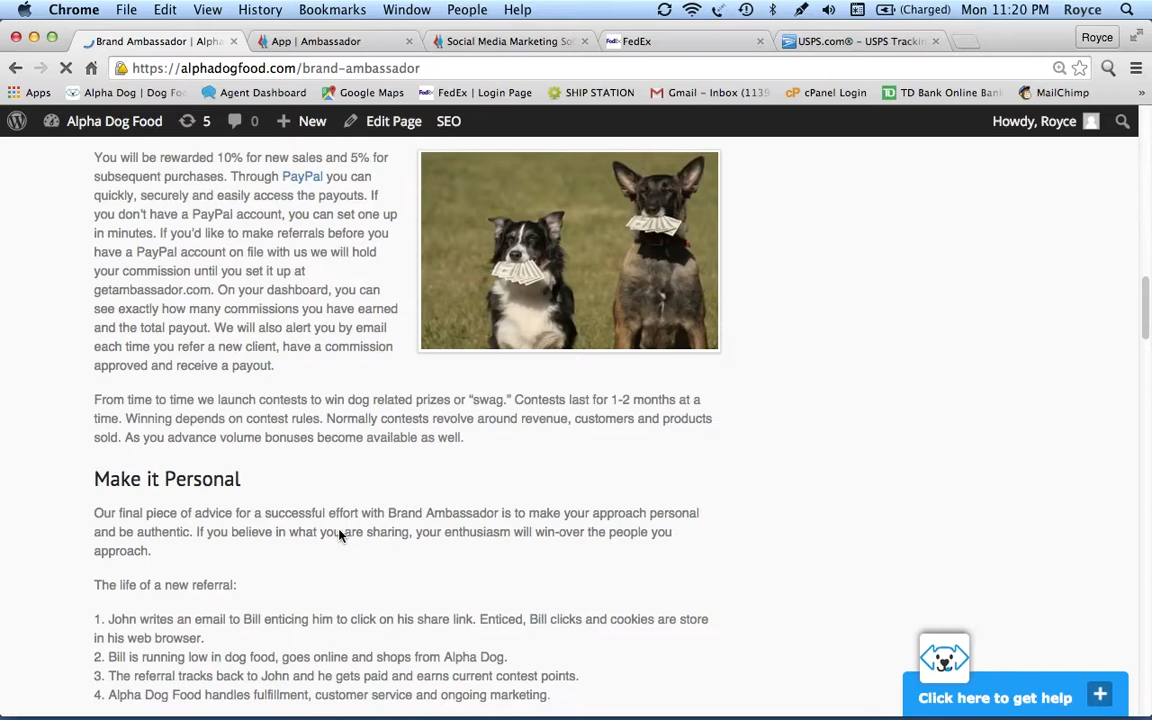 Chrome File Edit View History Bookmarks Window People Help (Charged) Mon 11:20 PM Royce
Brand Ambassador | Alpha App | Ambassador Social Media Marketing So FedEx USPS.com® - USPS Trackin Royce
https://alphadogfood.com/brand-ambassador
Apps Alpha Dog | Dog Fo Agent Dashboard Google Maps FedEx | Login Page SHIP STATION Gmail - Inbox (1139 cPanel Login TD Bank Online Ban MailChimp »
Alpha Dog Food 5 0 New Edit Page SEO Howdy, Royce
You will be rewarded 10% for new sales and 5% for
subsequent purchases. Through PayPal you can
quickly, securely and easily access the payouts. If
you don't have a PayPal account, you can set one up
in minutes. If you'd like to make referrals before you
have a PayPal account on file with us we will hold
your commission until you set it up at
getambassador.com. On your dashboard, you can
see exactly how many commissions you have earned
and the total payout. We will also alert you by email
each time you refer a new client, have a commission
approved and receive a payout.
From time to time we launch contests to win dog related prizes or “swag.” Contests last for 1-2 months at a
time. Winning depends on contest rules. Normally contests revolve around revenue, customers and products
sold. As you advance volume bonuses become available as well.
Make it Personal
Our final piece of advice for a successful effort with Brand Ambassador is to make your approach personal
and be authentic. If you believe in what you are sharing, your enthusiasm will win-over the people you
approach.
The life of a new referral:
1. John writes an email to Bill enticing him to click on his share link. Enticed, Bill clicks and cookies are store
in his web browser.
2. Bill is running low in dog food, goes online and shops from Alpha Dog.
3. The referral tracks back to John and he gets paid and earns current contest points.
4. Alpha Dog Food handles fulfillment, customer service and ongoing marketing.
Click here to get help +